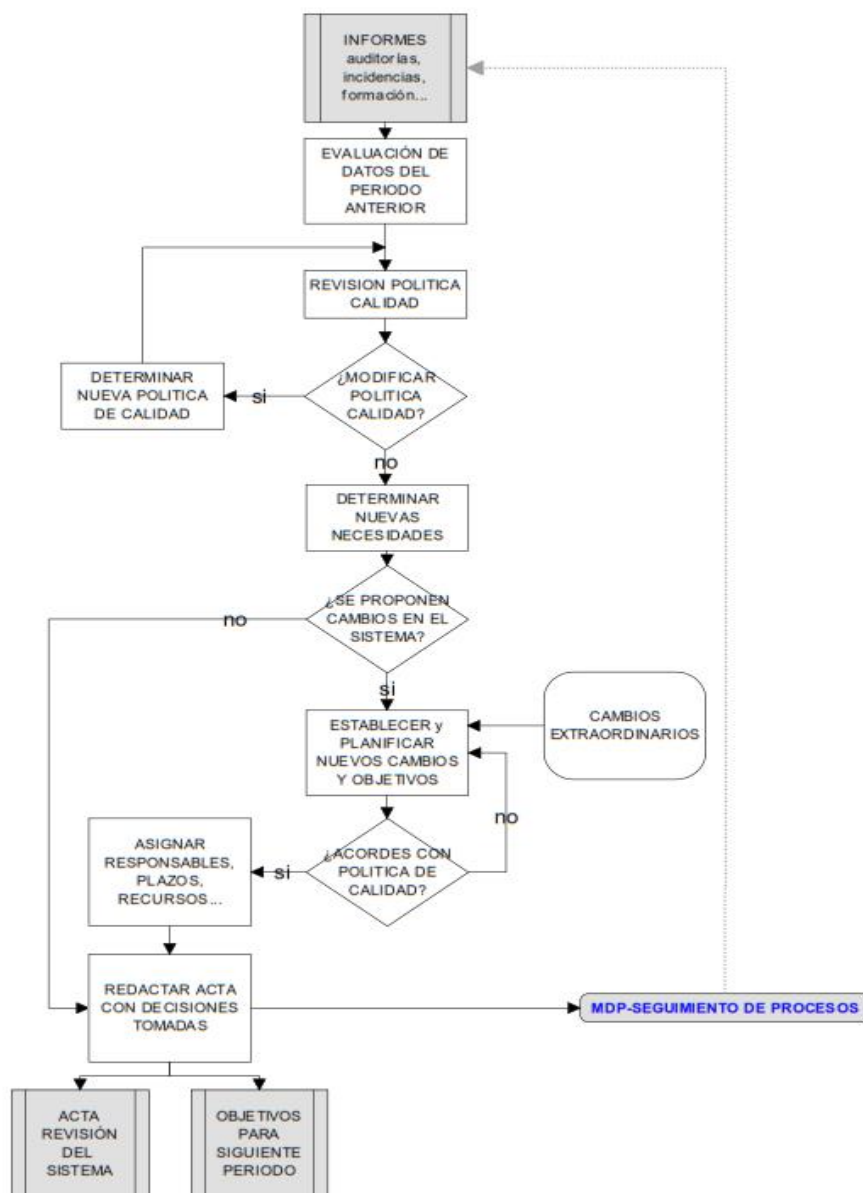 INFORMES
auditorías,
incidencias,
formación...
EVALUACIÓN DE
DATOS DEL
PERIODO
ANTERIOR
REVISION POLITICA
CALIDAD
¿MODIFICAR
POLITICA
CALIDAD?
si
DETERMINAR
NUEVA POLITICA
DE CALIDAD
no
DETERMINAR
NUEVAS
NECESIDADES
¿SE PROPONEN
CAMBIOS EN EL
SISTEMA?
no
si
ESTABLECER y
PLANIFICAR
NUEVOS CAMBIOS
Y OBJETIVOS
CAMBIOS
EXTRAORDINARIOS
no
¿ACORDES CON
POLITICA DE
CALIDAD?
si
ASIGNAR
RESPONSABLES,
PLAZOS,
RECURSOS...
REDACTAR ACTA
CON DECISIONES
TOMADAS
MDP-SEGUIMIENTO DE PROCESOS
ACTA
REVISIÓN
DEL
SISTEMA
OBJETIVOS
PARA
SIGUIENTE
PERIODO